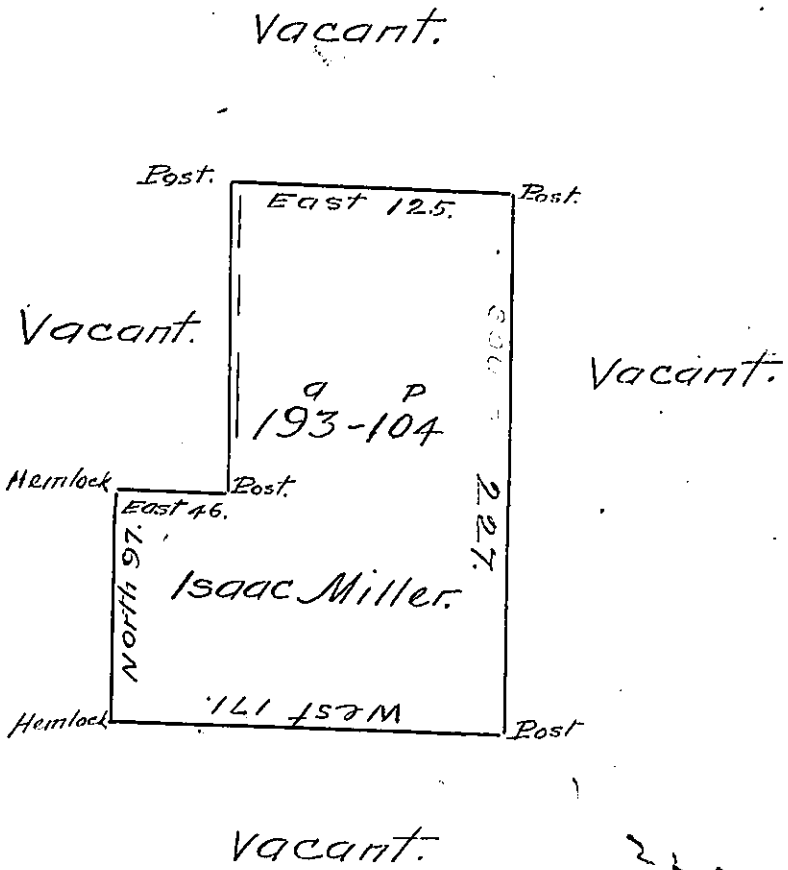 Vacant.
Post.
Post.
East 125.
South 227.
Vacant.
Vacant.
a P
193-104
Hemlock
Post.
East 46.
North 97.
Isaac Miller.
West 171.
Hemlock
Post
Vacant.